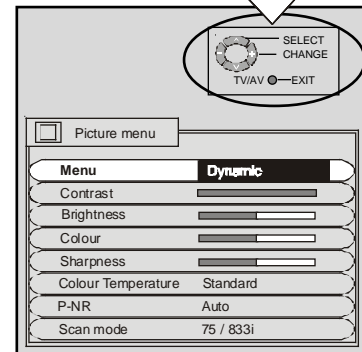 SELECT
CHANGE
TV/AV EXIT
Picture menu
Menu Dynamic
Contrast
Brightness
Colour
Sharpness
Colour Temperature Standard
P-NR Auto
Scan mode 75 / 833i